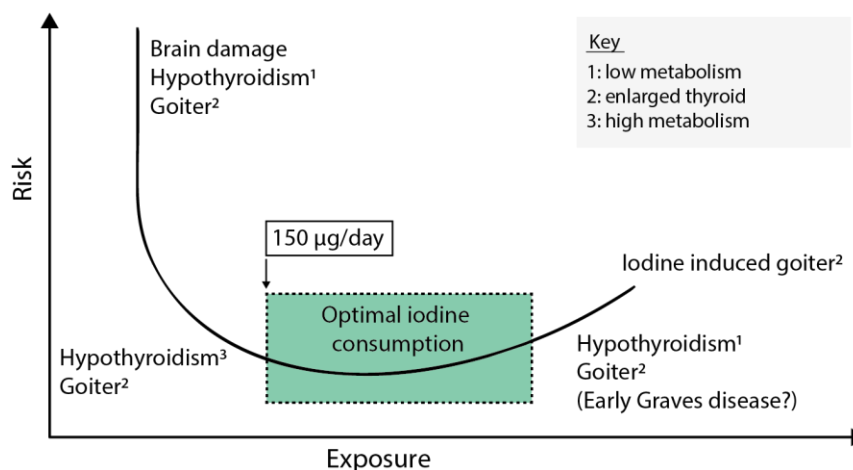 Brain damage
Hypothyroidism¹
Goiter²
Key
1: low metabolism
2: enlarged thyroid
3: high metabolism
Risk
150 µg/day
Iodine induced goiter²
Optimal iodine
consumption
Hypothyroidism³
Goiter²
Hypothyroidism¹
Goiter²
(Early Graves disease?)
Exposure